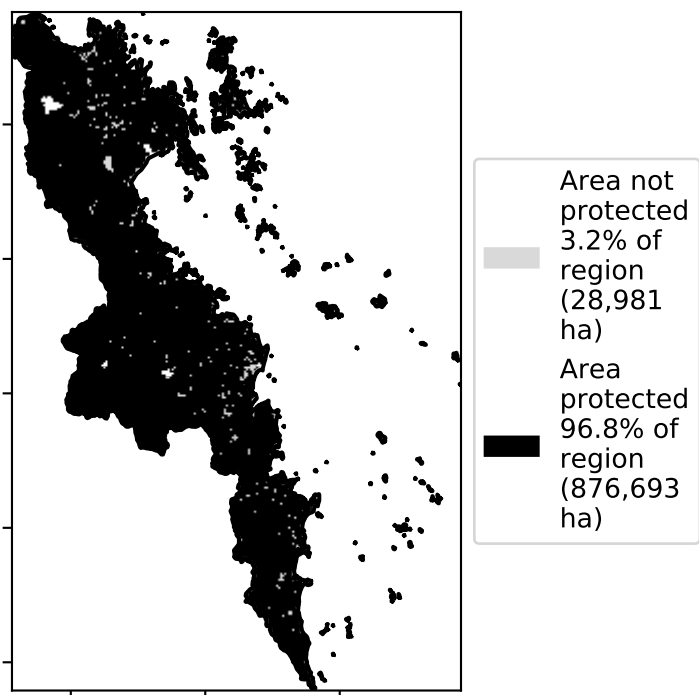 Area not
protected
3.2% of
region
(28,981
ha)
Area
protected
96.8% of
region
(876,693
ha)